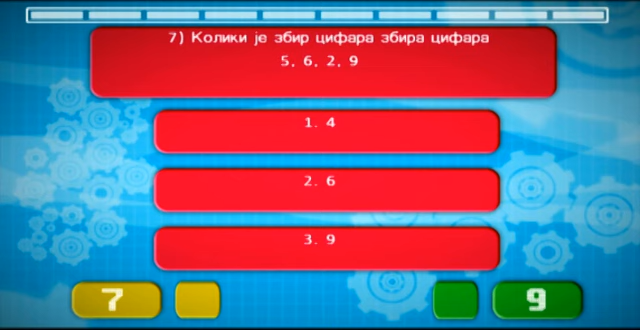 7) Колики је збир цифара збира цифара
5, 6, 2, 9
1. 4
2. 6
3. 9
7
9